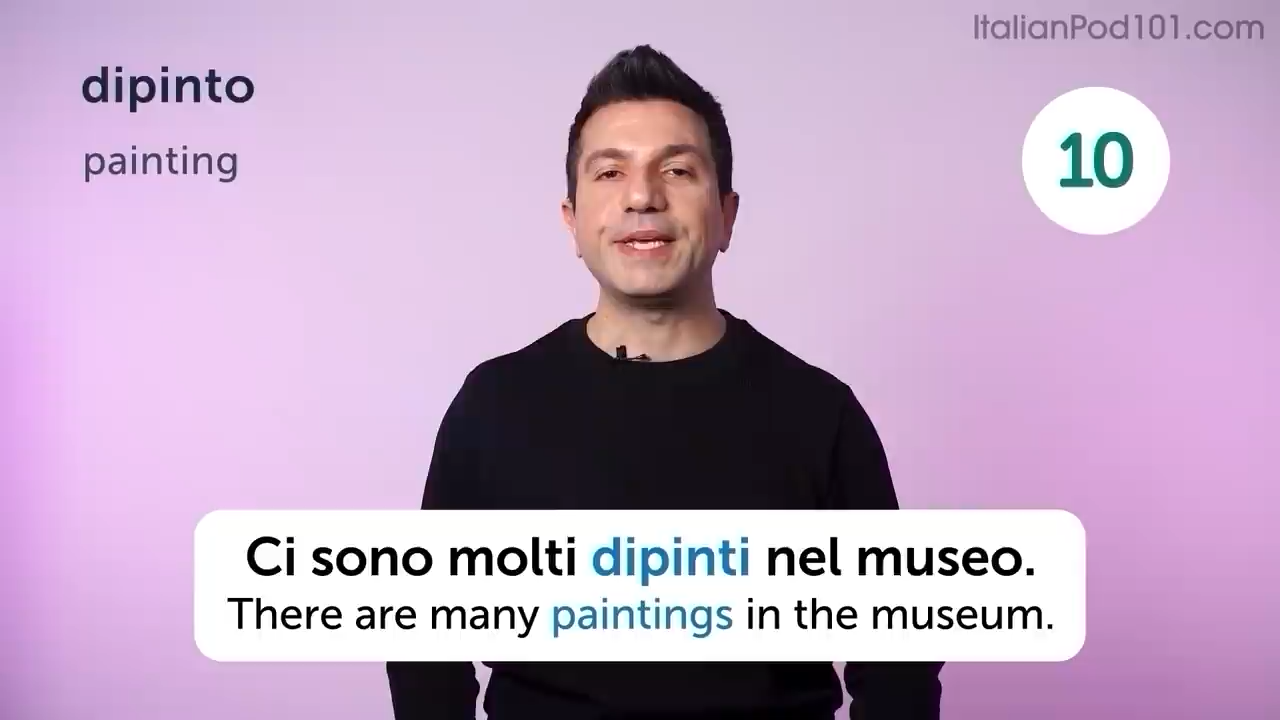 ItalianPod101.com
dipinto
painting
10
Ci sono molti dipinti nel museo.
There are many paintings in the museum.